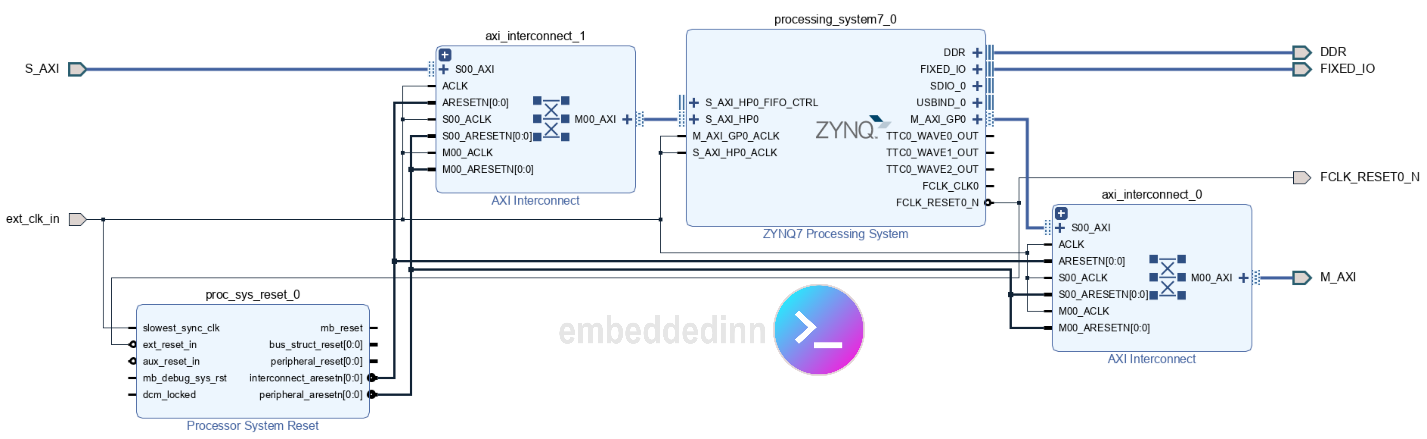 S_AXI
ext_clk_in
axi_interconnect_1
S00_AXI
ACLK
ARESETN[0:0]
S00_ACLK
S00_ARESETN[0:0]
M00_ACLK
M00_ARESETN[0:0]
M00_AXI
AXI Interconnect
processing_system7_0
S_AXI_HP0_FIFO_CTRL
S_AXI_HP0
M_AXI_GP0_ACLK
S_AXI_HP0_ACLK
ZYNQ
DDR
FIXED_IO
SDIO_0
USBIND_0
M_AXI_GP0
TTC0_WAVE0_OUT
TTC0_WAVE1_OUT
TTC0_WAVE2_OUT
FCLK_CLK0
FCLK_RESET0_N
ZYNQ7 Processing System
DDR
FIXED_IO
FCLK_RESET0_N
axi_interconnect_0
S00_AXI
ACLK
ARESETN[0:0]
S00_ACLK
S00_ARESETN[0:0]
M00_ACLK
M00_ARESETN[0:0]
M00_AXI
AXI Interconnect
M_AXI
proc_sys_reset_0
slowest_sync_clk
ext_reset_in
aux_reset_in
mb_debug_sys_rst
dcm_locked
mb_reset
bus_struct_reset[0:0]
peripheral_reset[0:0]
interconnect_aresetn[0:0]
peripheral_aresetn[0:0]
Processor System Reset
embeddedinn